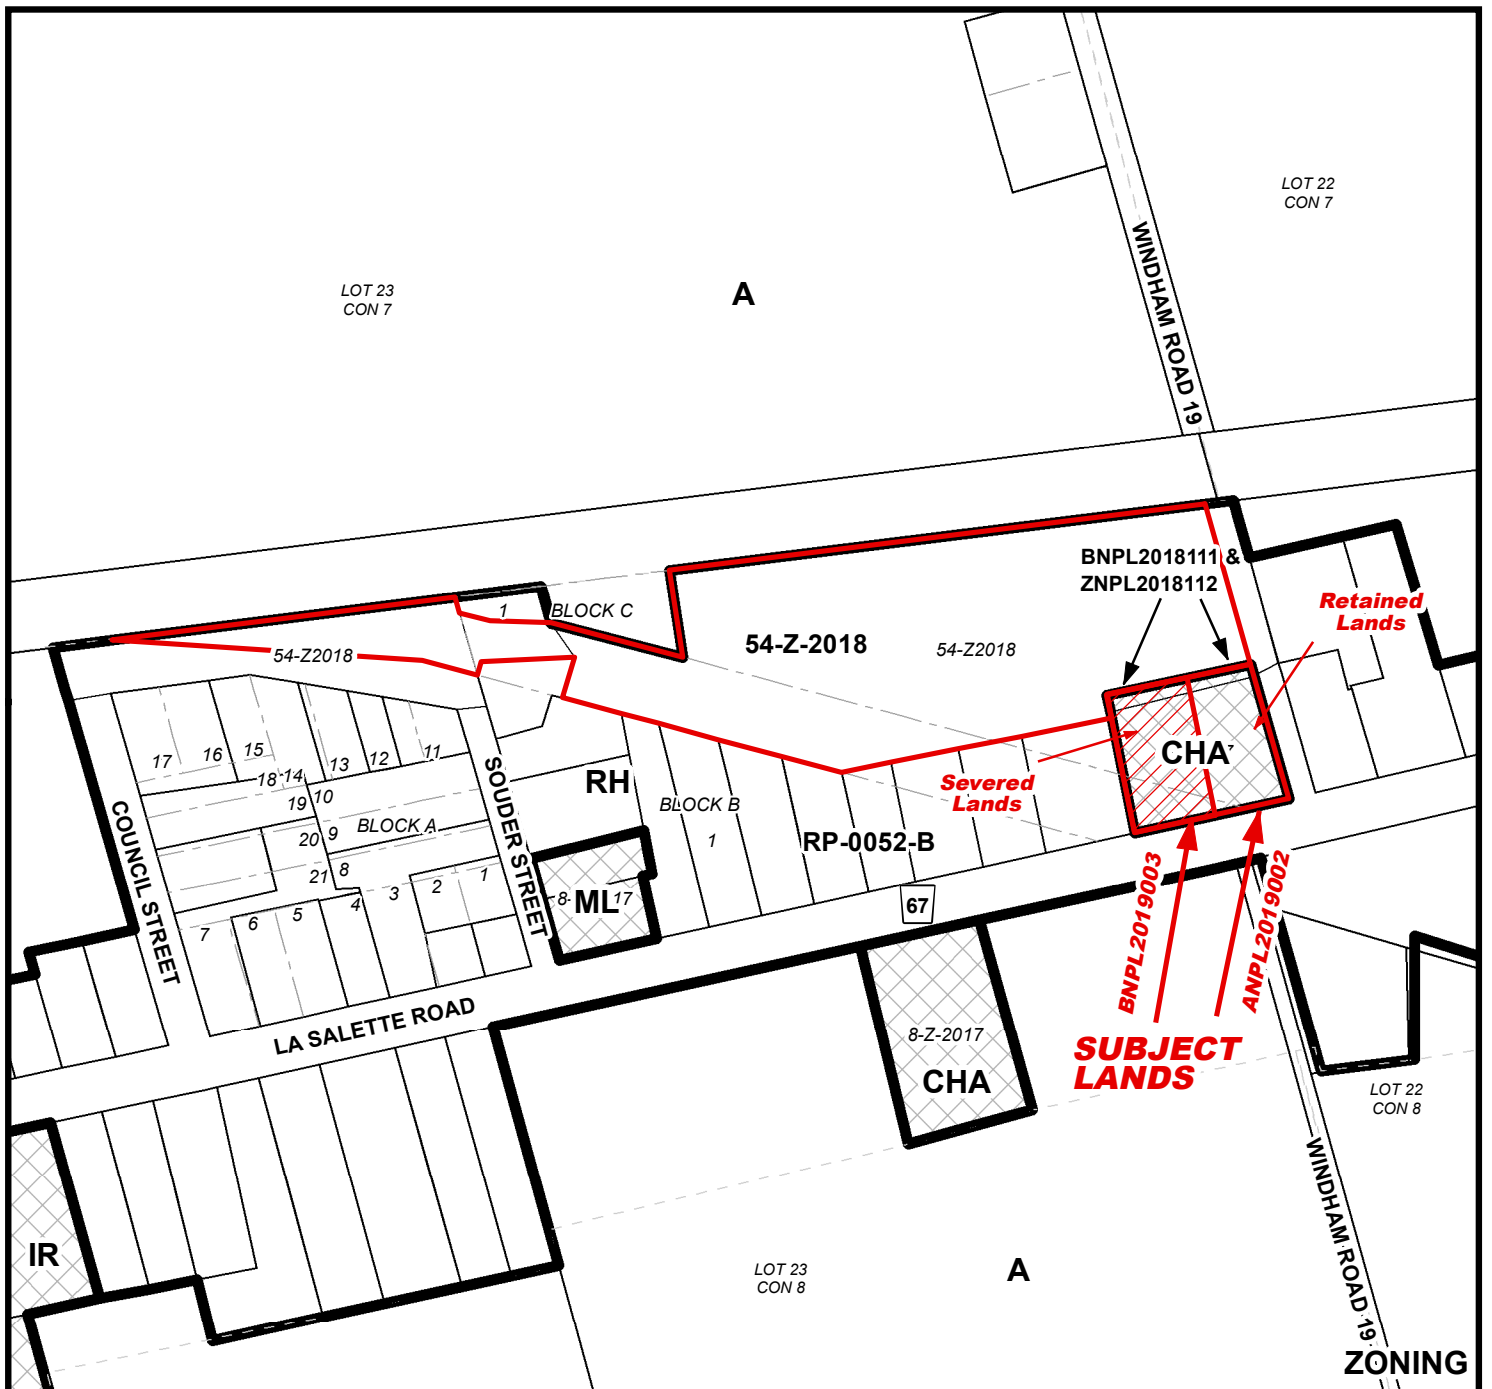 LOT 22
CON 7
WINDHAM ROAD 19
LOT 23
CON 7
A
BNPL2018111 &
ZNPL2018112
Retained
Lands
1
BLOCK C
54-Z-2018
54-Z2018
54-Z2018
CHA
Severed
Lands
17
16
15
18
14
13
12
11
19
10
20
9
BLOCK A
21
8
7
6
5
4
3
2
1
COUNCIL STREET
SOUDER STREET
RH
BLOCK B
1
RP-0052-B
8-
ML
17
67
BNPL2019003
ANPL2019002
SUBJECT
LANDS
LA SALETTE ROAD
8-Z-2017
CHA
LOT 22
CON 8
WINDHAM ROAD 19
IR
LOT 23
CON 8
A
ZONING